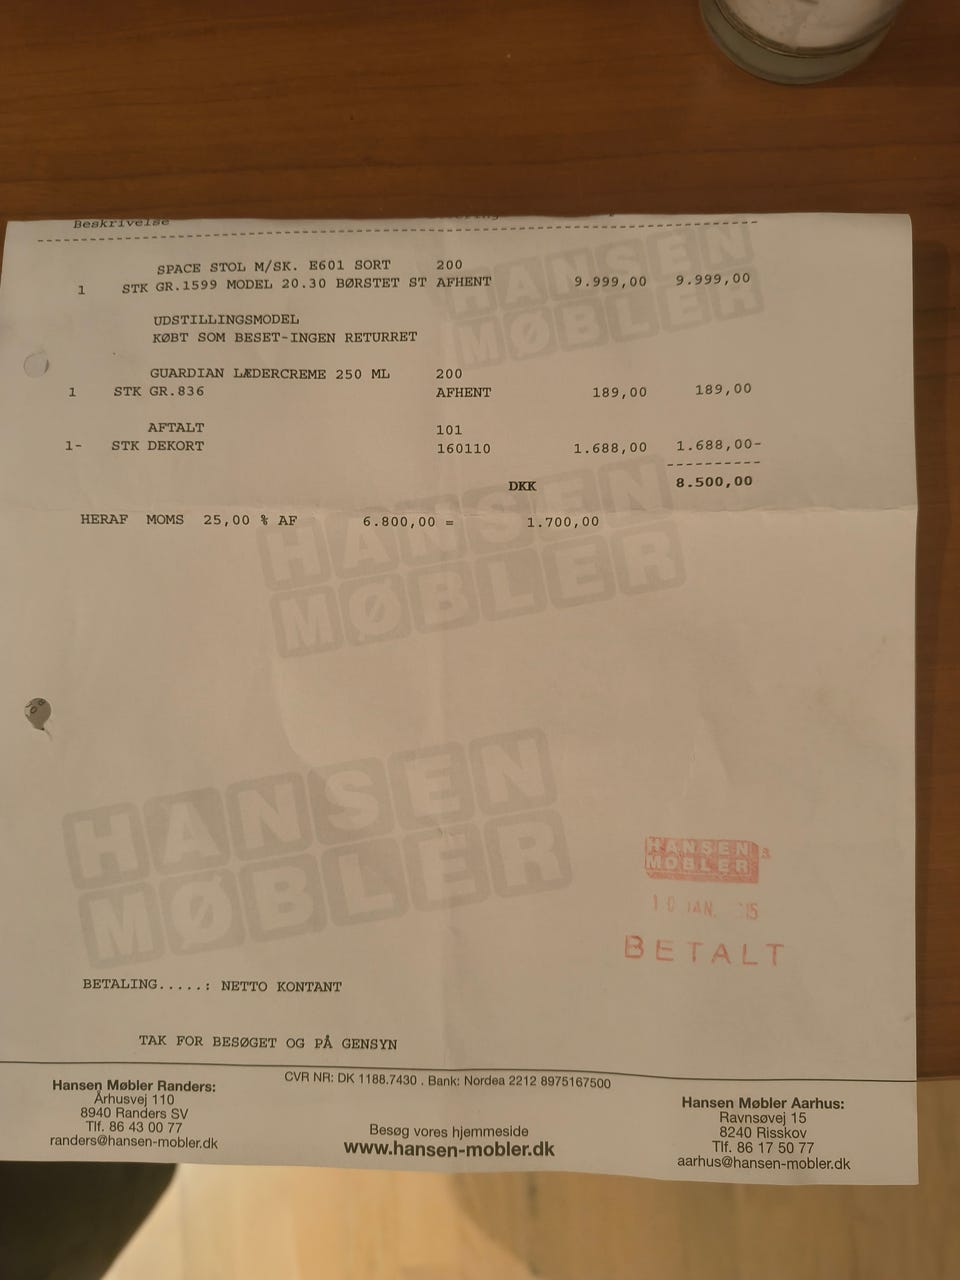 Beskrivelse
SPACE STOL M/SK. E601 SORT 200
1 STK GR.1599 MODEL 20.30 BØRSTET ST AFHENT 9.999,00 9.999,00
UDSTILLINGSMODEL
KØBT SOM BESET-INGEN RETURRET
GUARDIAN LÆDERCREME 250 ML 200
1 STK GR.836 AFHENT 189,00 189,00
AFTALT 101
1- STK DEKORT 160110 1.688,00 1.688,00-
DKK 8.500,00
HERAF MOMS 25,00 % AF 6.800,00 = 1.700,00
HANSEN
MØBLER
HANSEN
MØBLER
HANSEN
MØBLER
HANSEN
MØBLER
10 JAN. 15
BETALT
BETALING.....: NETTO KONTANT
TAK FOR BESØGET OG PÅ GENSYN
CVR NR: DK 1188.7430 . Bank: Nordea 2212 8975167500
Hansen Møbler Randers:
Århusvej 110
8940 Randers SV
Tlf. 86 43 00 77
randers@hansen-mobler.dk
Besøg vores hjemmeside
www.hansen-mobler.dk
Hansen Møbler Aarhus:
Ravnsøvej 15
8240 Risskov
Tlf. 86 17 50 77
aarhus@hansen-mobler.dk